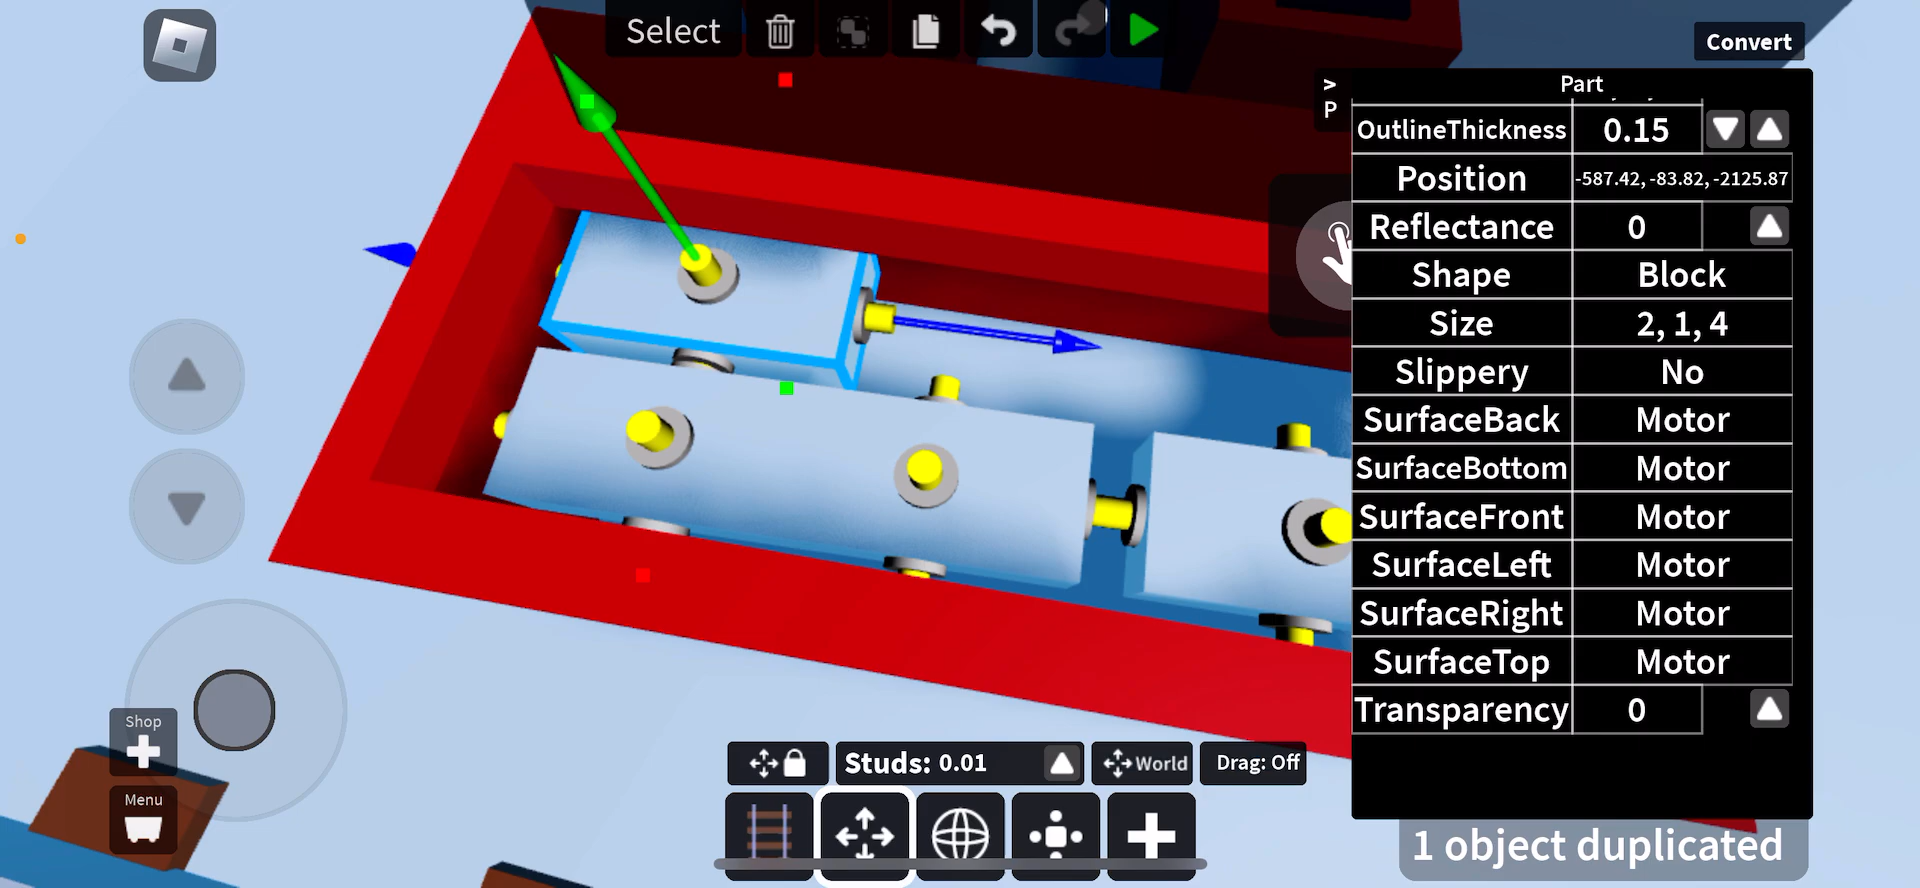 Select
Convert
>
P
Part
OutlineThickness 0.15
Position -587.42, -83.82, -2125.87
Reflectance 0
Shape Block
Size 2, 1, 4
Slippery No
SurfaceBack Motor
SurfaceBottom Motor
SurfaceFront Motor
SurfaceLeft Motor
SurfaceRight Motor
SurfaceTop Motor
Transparency 0
Shop
Menu
Studs: 0.01
World
Drag: Off
1 object duplicated